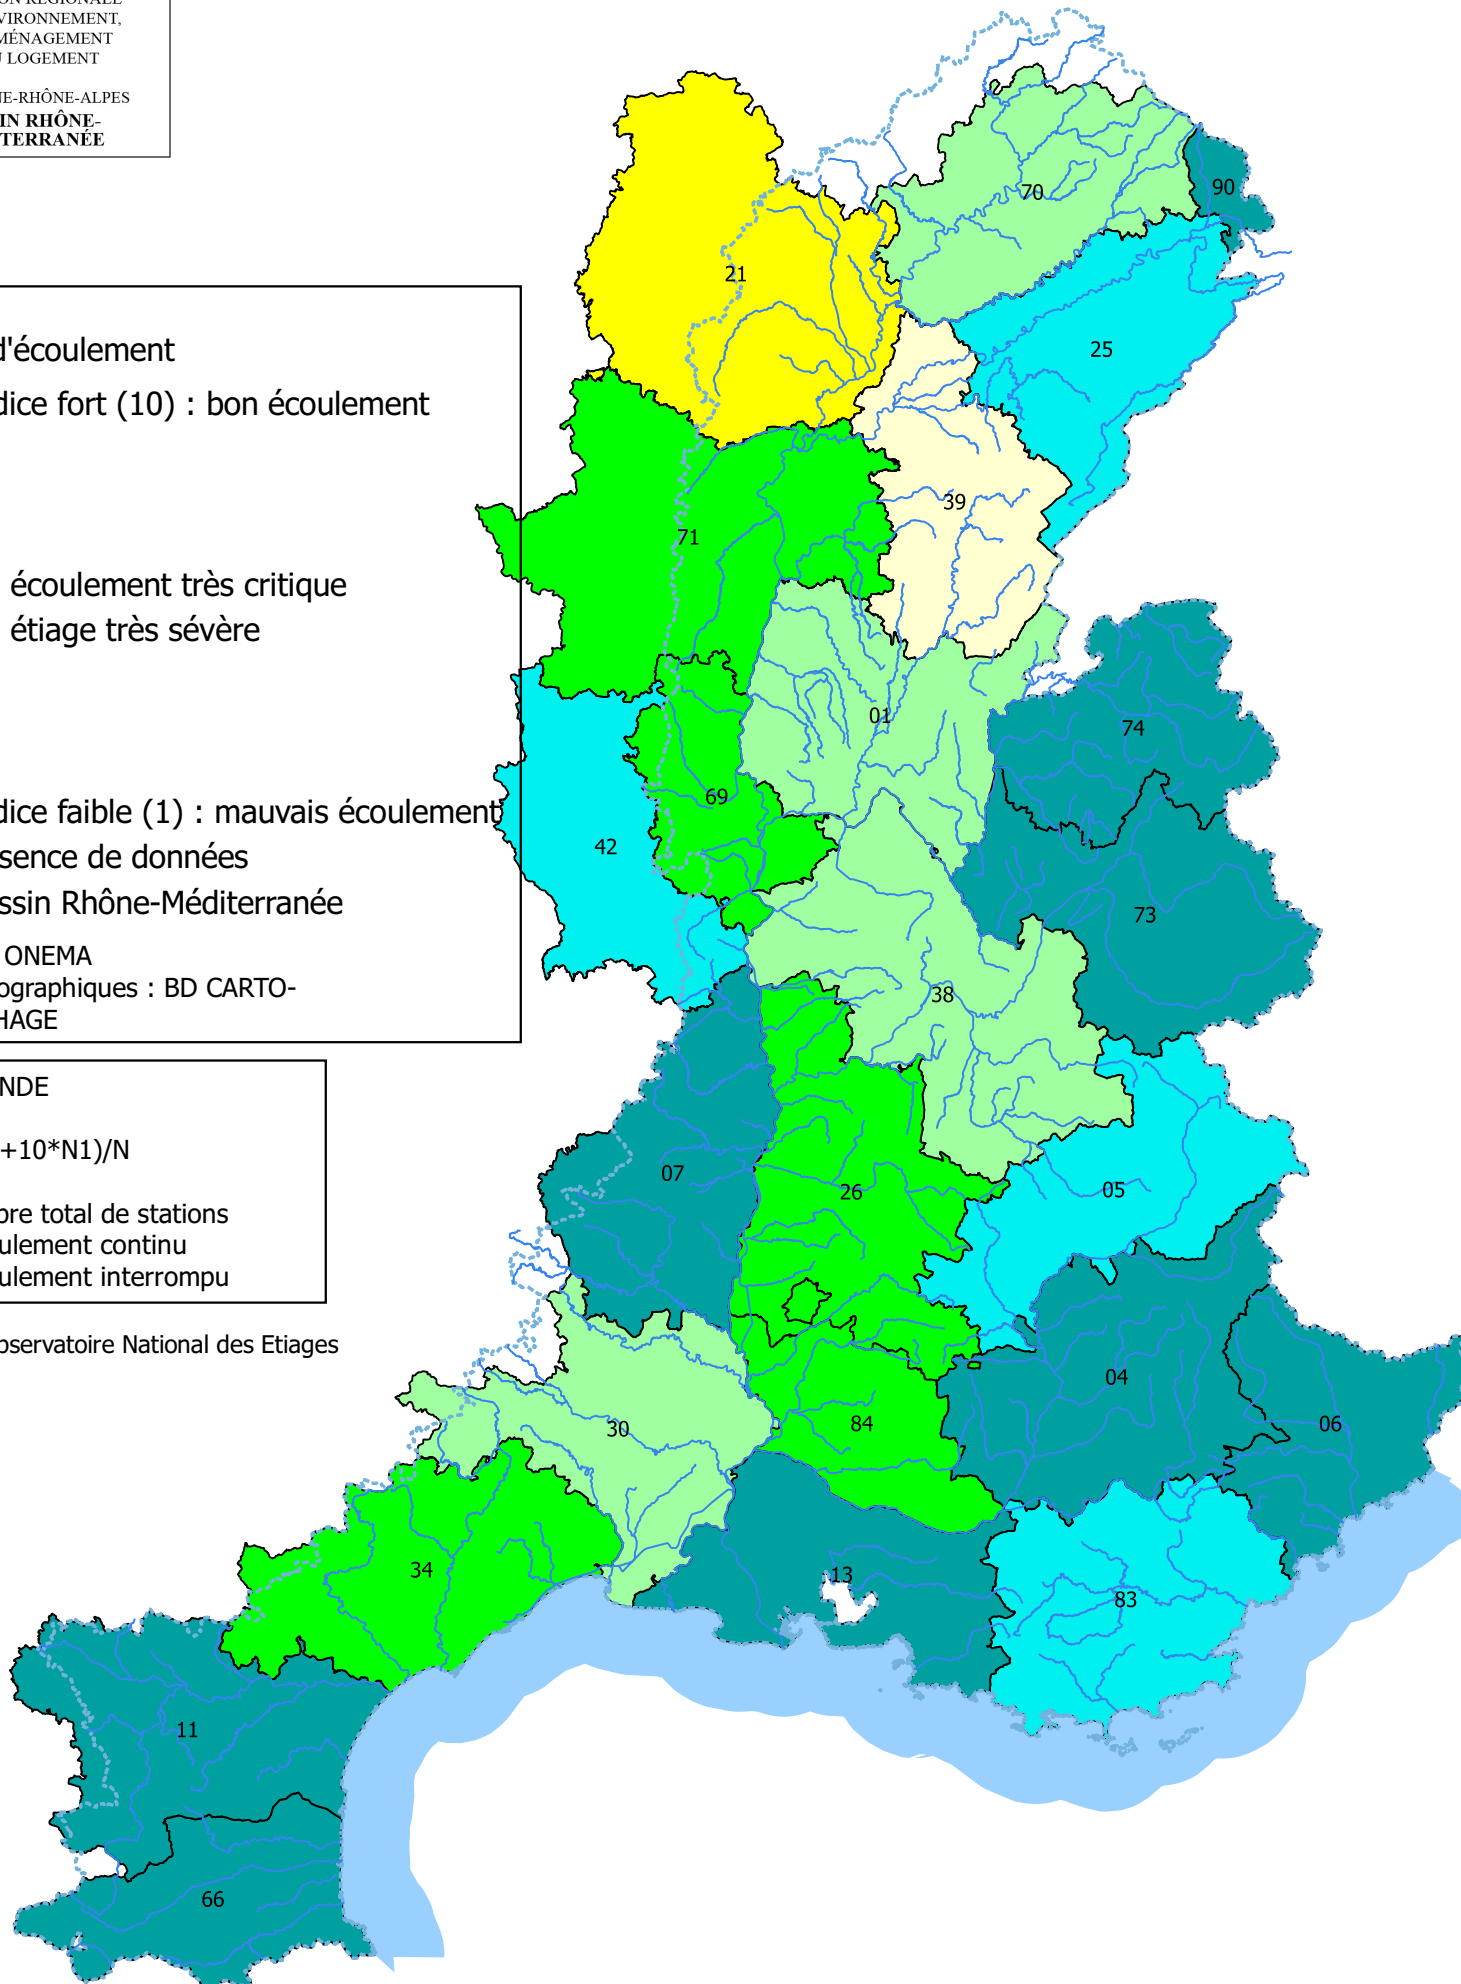 ON RÉGIONALE
VIRONNEMENT,
MÉNAGEMENT
U LOGEMENT
NE-RHÔNE-ALPES
IN RHÔNE-
TERRANÉE
d'écoulement
dice fort (10) : bon écoulement
écoulement très critique
étiage très sévère
dice faible (1) : mauvais écoulement
sence de données
ssin Rhône-Méditerranée
ONEMA
ographiques : BD CARTO-
HAGE
NDE
+10*N1)/N
bre total de stations
ulement continu
ulement interrompu
bservatoire National des Etiages
70
90
21
25
39
71
01
74
69
42
73
38
07
26
05
04
06
30
84
34
13
83
11
66